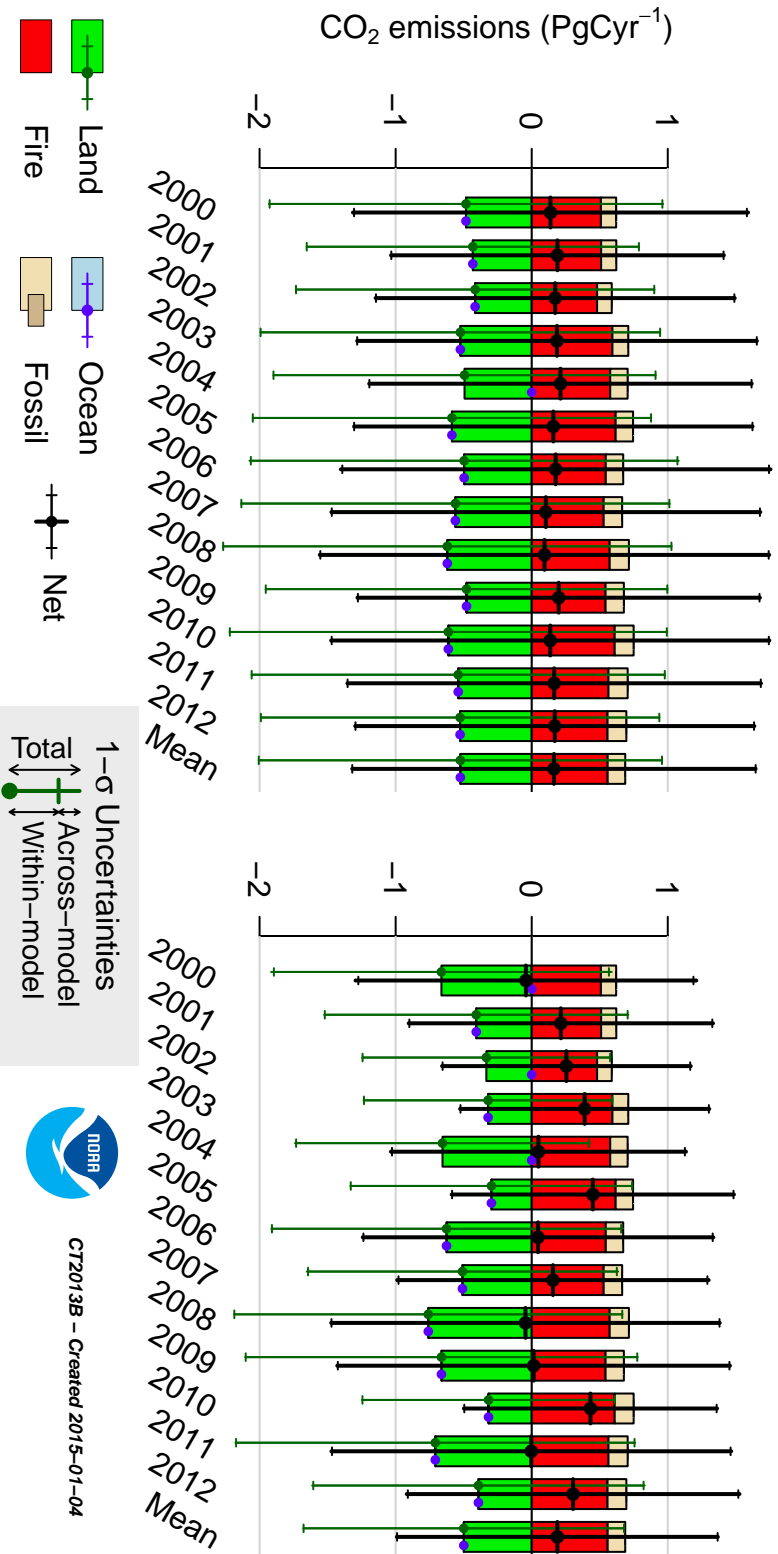 CO₂ emissions (PgCyr⁻¹)
−2
−1
0
1
2000
2001
2002
2003
2004
2005
2006
2007
2008
2009
2010
2011
2012
Mean
−2
−1
0
1
2000
2001
2002
2003
2004
2005
2006
2007
2008
2009
2010
2011
2012
Mean
Land
Fire
Ocean
Fossil
Net
1−σ Uncertainties
Total
Across−model
Within−model
NOAA
CT2013B − Created 2015−01−04